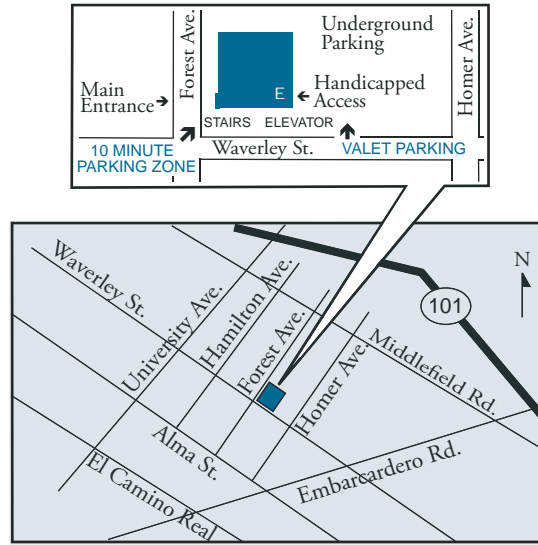 Forest Ave.
Underground
Parking
Homer Ave.
Main
Entrance
E
Handicapped
Access
STAIRS ELEVATOR
10 MINUTE
PARKING ZONE
Waverley St.
VALET PARKING
Waverley St.
University Ave.
Hamilton Ave.
Forest Ave.
Homer Ave.
Middlefield Rd.
101
N
Alma St.
El Camino Real
Embarcardero Rd.